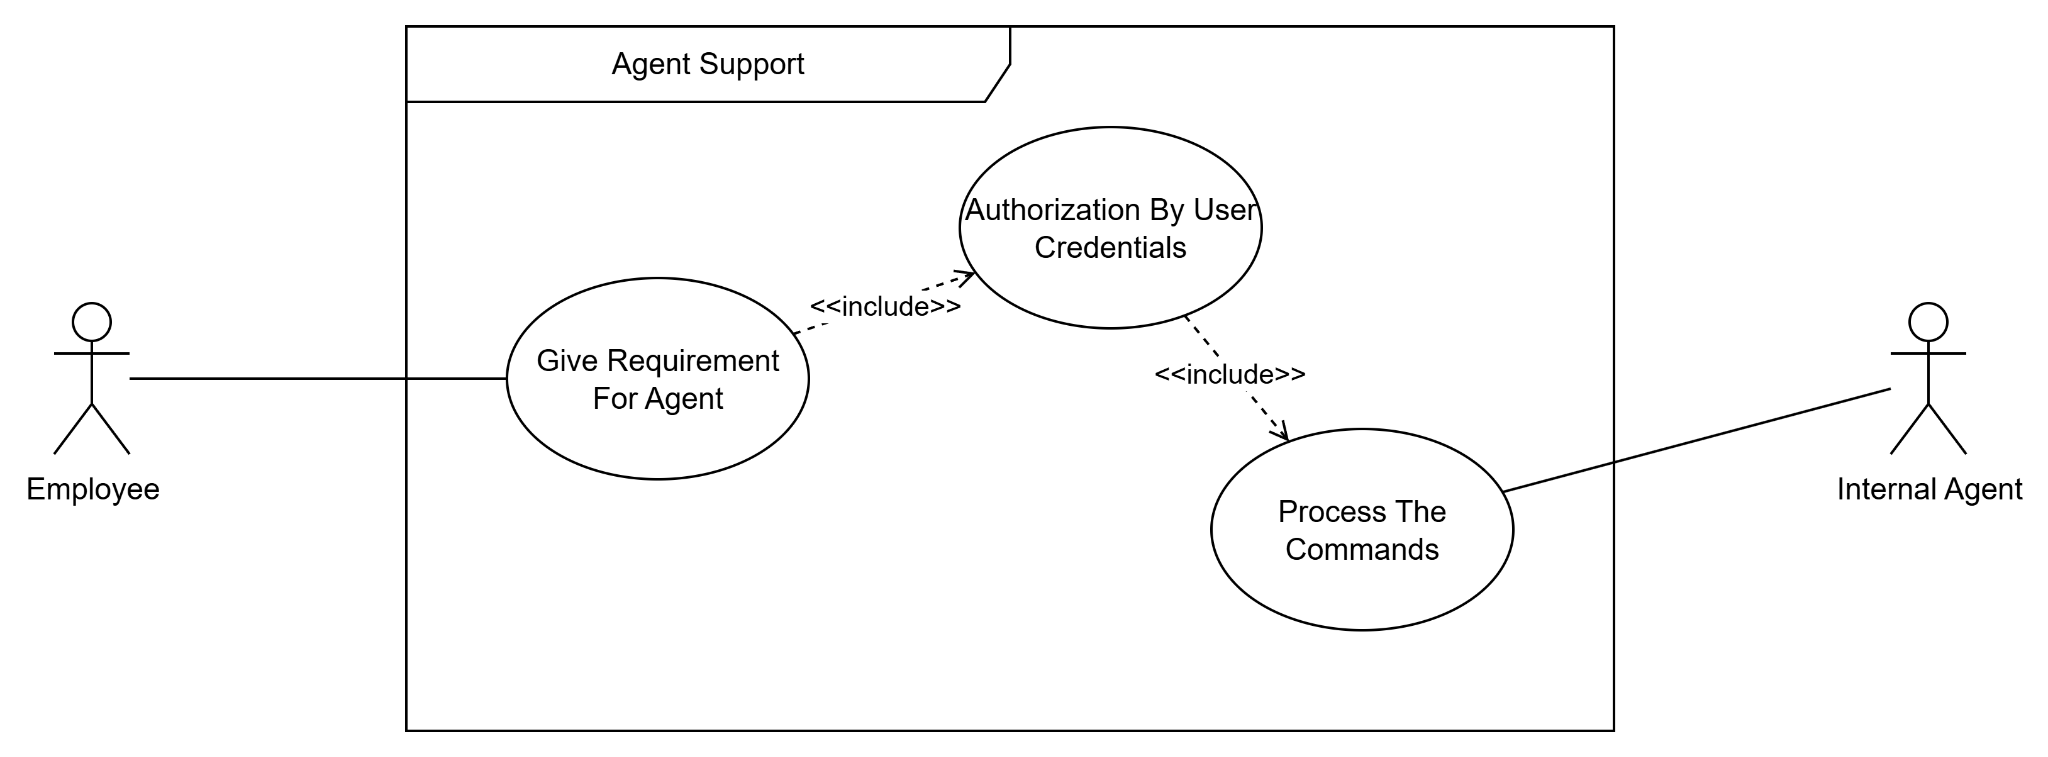 Agent Support
Authorization By User
Credentials
<<include>>
Give Requirement
For Agent
<<include>>
Employee
Internal Agent
Process The
Commands